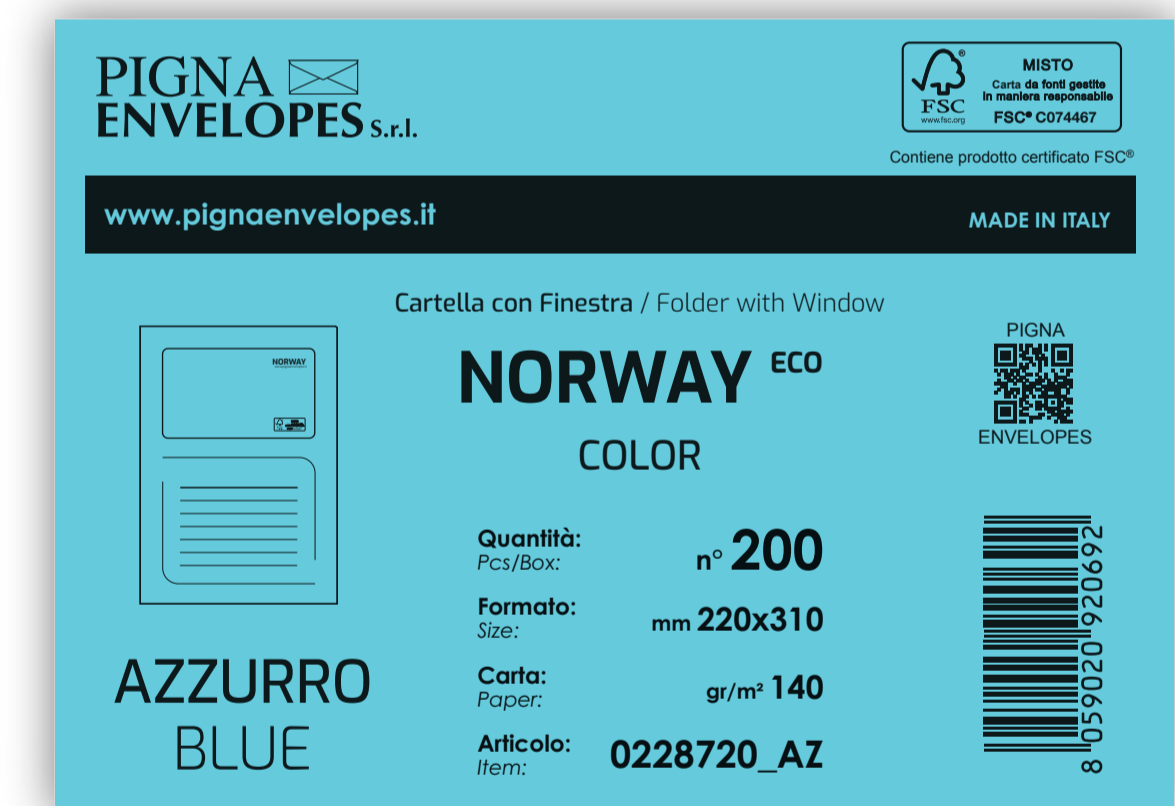 PIGNA
ENVELOPES S.r.l.
FSC®
www.fsc.org
MISTO
Carta da fonti gestite
in maniera responsabile
FSC® C074467
Contiene prodotto certificato FSC®
www.pignaenvelopes.it
MADE IN ITALY
Cartella con Finestra / Folder with Window
NORWAY ECO
COLOR
NORWAY
PIGNA
ENVELOPES
AZZURRO
BLUE
Quantità:
Pcs/Box:
n° 200
Formato:
Size:
mm 220x310
Carta:
Paper:
gr/m² 140
Articolo:
Item:
0228720_AZ
8 059020 920692